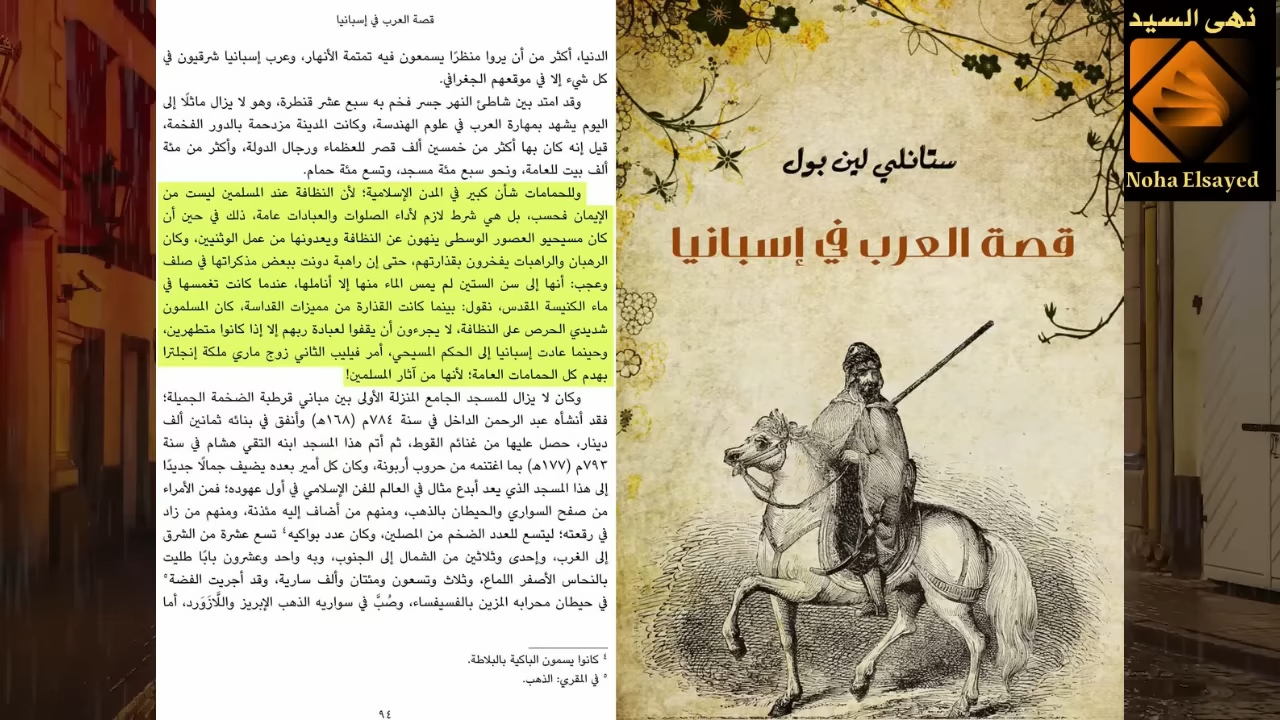 قصة العرب في إسبانيا
الدنيا، أكثر من أن يروا منظرًا يسمعون فيه تمتمة الأنهار، وعرب إسبانيا شرقيون في
كل شيء إلا في موقعهم الجغرافي.
وقد امتد بين شاطئ النهر جسر فخم به سبع عشر قنطرة، وهو لا يزال ماثلًا إلى
اليوم يشهد بمهارة العرب في علوم الهندسة، وكانت المدينة مزدحمة بالدور الفخمة،
قيل إنه كان بها أكثر من خمسين ألف قصر للعظماء ورجال الدولة، وأكثر من مئة
ألف بيت للعامة، ونحو سبع مئة مسجد، وتسع مئة حمام.
وللحمامات شأن كبير في المدن الإسلامية؛ لأن النظافة عند المسلمين ليست من
الإيمان فحسب، بل هي شرط لازم لأداء الصلوات والعبادات عامة، ذلك في حين أن
كان مسيحيو العصور الوسطى ينهون عن النظافة ويعدونها من عمل الوثنيين، وكان
الرهبان والراهبات يفخرون بقذارتهم، حتى إن راهبة دونت ببعض مذكراتها في صلف
وعجب: أنها إلى سن الستين لم يمس الماء منها إلا أناملها، عندما كانت تغمسها في
ماء الكنيسة المقدس، نقول: بينما كانت القذارة من مميزات القداسة، كان المسلمون
شديدي الحرص على النظافة، لا يجرءون أن يقفوا لعبادة ربهم إلا إذا كانوا متطهرين،
وحينما عادت إسبانيا إلى الحكم المسيحي، أمر فيليب الثاني زوج ماري ملكة إنجلترا
بهدم كل الحمامات العامة؛ لأنها من آثار المسلمين!
وكان لا يزال للمسجد الجامع المنزلة الأولى بين مباني قرطبة الضخمة الجميلة؛
فقد أنشأه عبد الرحمن الداخل في سنة ٧٨٤م (١٦٨هـ) وأنفق في بنائه ثمانين ألف
دينار، حصل عليها من غنائم القوط، ثم أتم هذا المسجد ابنه التقي هشام في سنة
٧٩٣م (١٧٧هـ) بما اغتنمه من حروب أربونة، وكان كل أمير بعده يضيف جمالًا جديدًا
إلى هذا المسجد الذي يعد أبدع مثال في العالم للفن الإسلامي في أول عهوده؛ فمن الأمراء
من صفح السواري والحيطان بالذهب، ومنهم من أضاف إليه مئذنة، ومنهم من زاد
في رقعته؛ ليتسع للعدد الضخم من المصلين، وكان عدد بواكيه٤ تسع عشرة من الشرق
إلى الغرب، وإحدى وثلاثين من الشمال إلى الجنوب، وبه واحد وعشرون بابًا طليت
بالنحاس الأصفر اللماع، وثلاث وتسعون ومئتان وألف سارية، وقد أجريت الفضة٥
في حيطان محرابه المزين بالفسيفساء، وصُبَّ في سواريه الذهب الإبريز واللَّازَوَرد، أما
٤ كانوا يسمون الباكية بالبلاطة.
٥ في المقري: الذهب.
٩٤
ستانلي لين بول
قصة العرب في إسبانيا
نهى السيد
Noha Elsayed